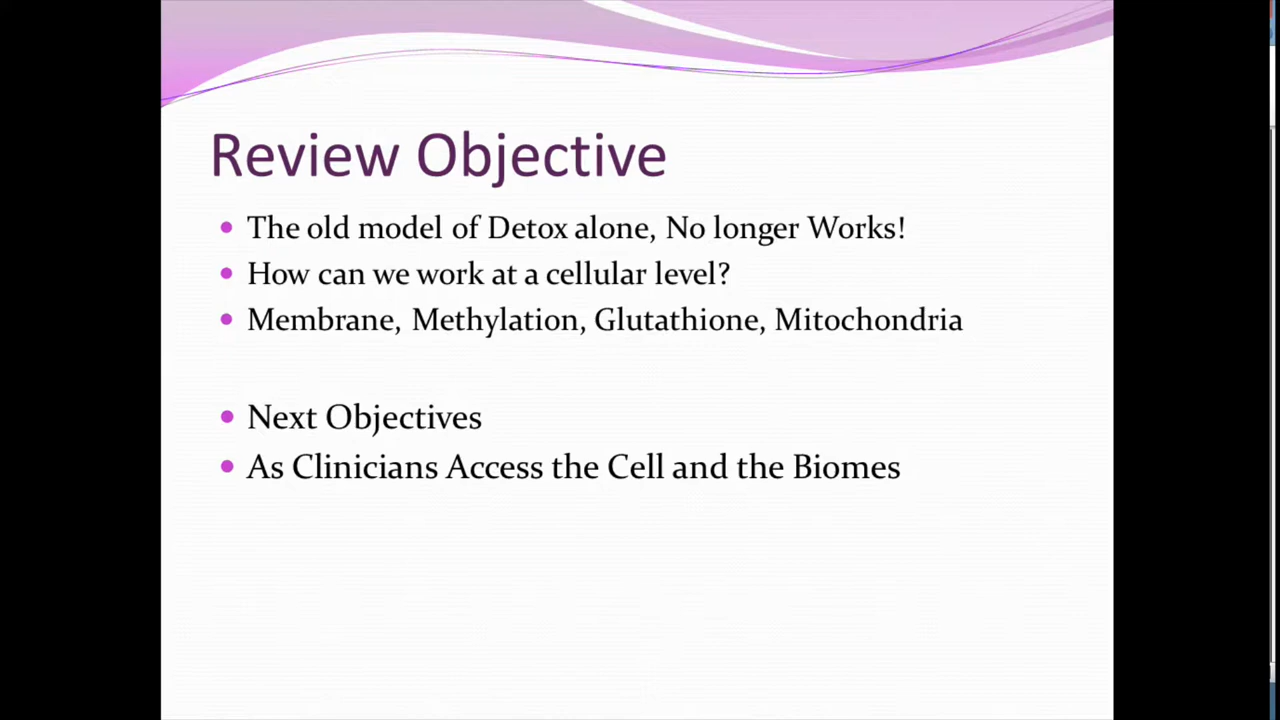 Review Objective
The old model of Detox alone, No longer Works!
How can we work at a cellular level?
Membrane, Methylation, Glutathione, Mitochondria
Next Objectives
As Clinicians Access the Cell and the Biomes